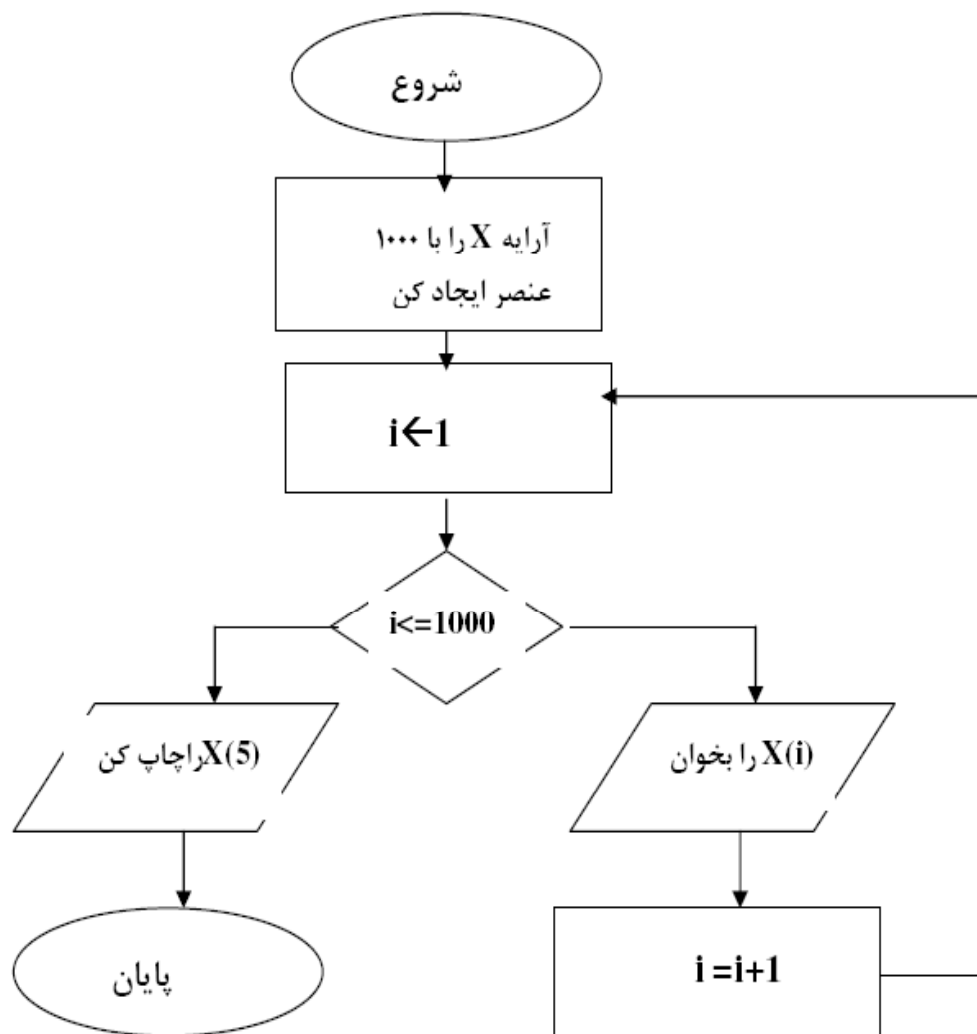 شروع
آرایه X را با ۱۰۰۰
عنصر ایجاد کن
i←1
i<=1000
X(5)راچاپ کن
X(i) را بخوان
پایان
i =i+1